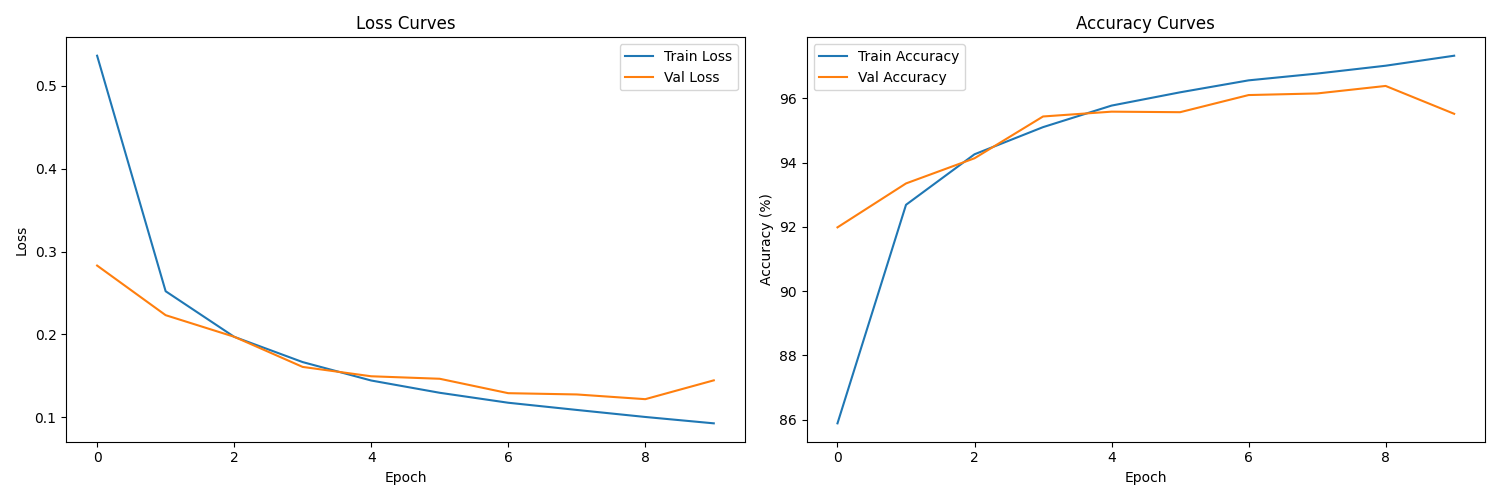 Loss Curves
Train Loss
Val Loss
0.5
0.4
0.3
0.2
0.1
Loss
0 2 4 6 8
Epoch
Accuracy Curves
Train Accuracy
Val Accuracy
96
94
92
90
88
86
Accuracy (%)
0 2 4 6 8
Epoch